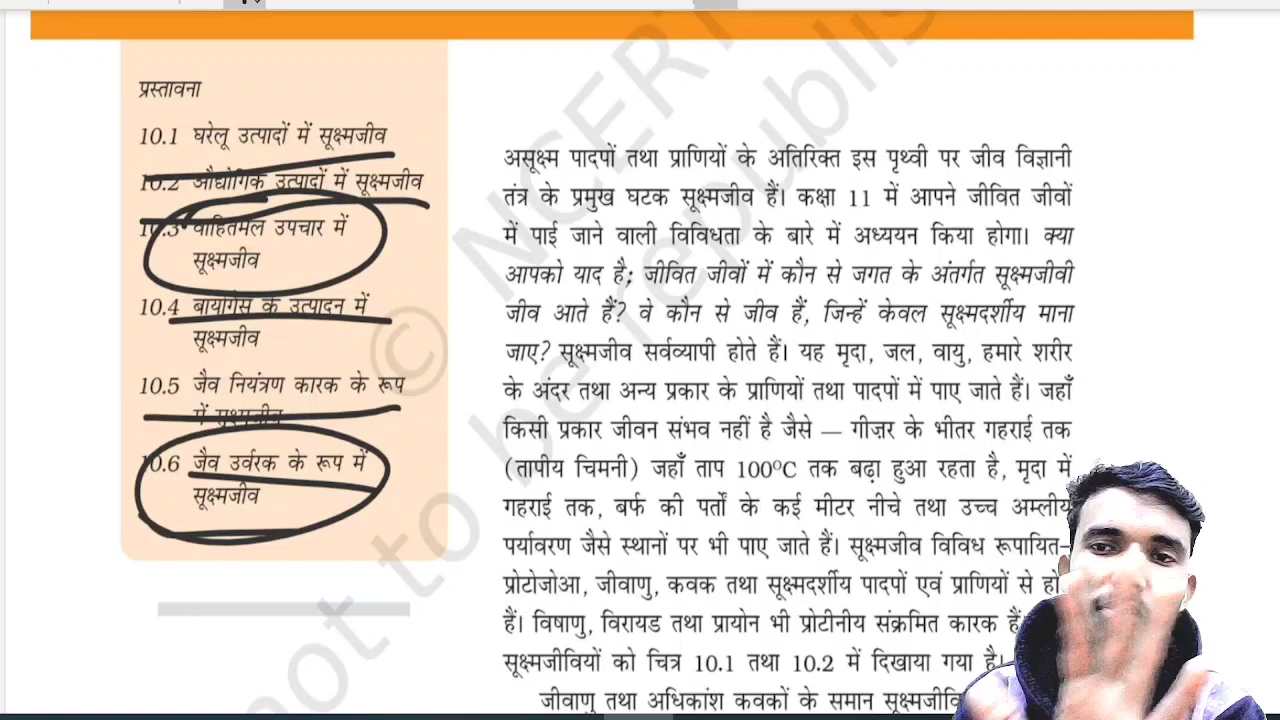 प्रस्तावना
10.1 घरेलू उत्पादों में सूक्ष्मजीव
10.2 औद्योगिक उत्पादों में सूक्ष्मजीव
10.3 वाहितमल उपचार में
सूक्ष्मजीव
10.4 बायोगैस के उत्पादन में
सूक्ष्मजीव
10.5 जैव नियंत्रण कारक के रूप
में सूक्ष्मजीव
10.6 जैव उर्वरक के रूप में
सूक्ष्मजीव
असूक्ष्म पादपों तथा प्राणियों के अतिरिक्त इस पृथ्वी पर जीव विज्ञानी
तंत्र के प्रमुख घटक सूक्ष्मजीव हैं। कक्षा 11 में आपने जीवित जीवों
में पाई जाने वाली विविधता के बारे में अध्ययन किया होगा। क्या
आपको याद है; जीवित जीवों में कौन से जगत के अंतर्गत सूक्ष्मजीवी
जीव आते हैं? वे कौन से जीव हैं, जिन्हें केवल सूक्ष्मदर्शीय माना
जाए? सूक्ष्मजीव सर्वव्यापी होते हैं। यह मृदा, जल, वायु, हमारे शरीर
के अंदर तथा अन्य प्रकार के प्राणियों तथा पादपों में पाए जाते हैं। जहाँ
किसी प्रकार जीवन संभव नहीं है जैसे — गीज़र के भीतर गहराई तक
(तापीय चिमनी) जहाँ ताप 100°C तक बढ़ा हुआ रहता है, मृदा में
गहराई तक, बर्फ की पर्तों के कई मीटर नीचे तथा उच्च अम्लीय
पर्यावरण जैसे स्थानों पर भी पाए जाते हैं। सूक्ष्मजीव विविध रूपायित-
प्रोटोजोआ, जीवाणु, कवक तथा सूक्ष्मदर्शीय पादपों एवं प्राणियों से
हैं। विषाणु, विरायड तथा प्रायोन भी प्रोटीनीय संक्रमित कारक हैं
सूक्ष्मजीवियों को चित्र 10.1 तथा 10.2 में दिखाया गया है।
जीवाणु तथा अधिकांश कवकों के समान
© NCERT
not to be republis